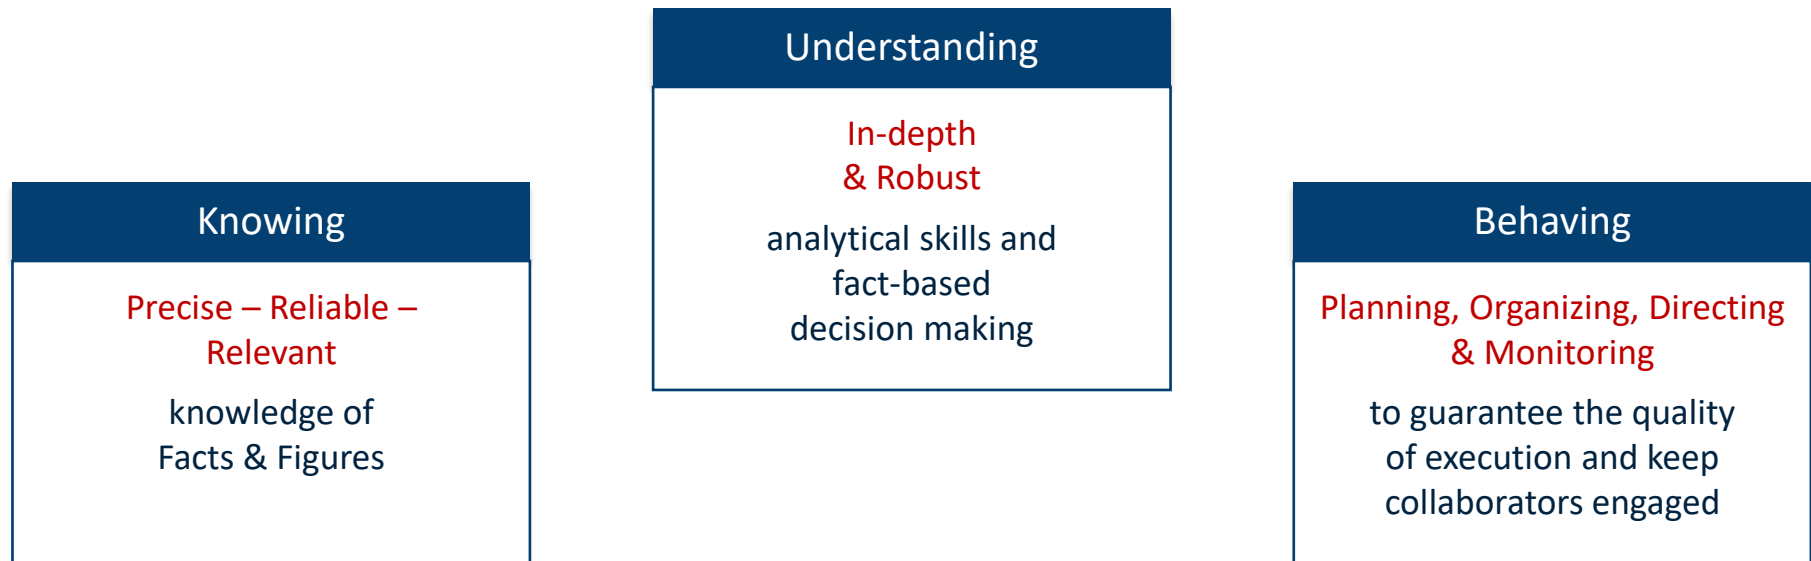 Understanding
In-depth
& Robust
analytical skills and
fact-based
decision making
Knowing
Precise – Reliable –
Relevant
knowledge of
Facts & Figures
Behaving
Planning, Organizing, Directing
& Monitoring
to guarantee the quality
of execution and keep
collaborators engaged